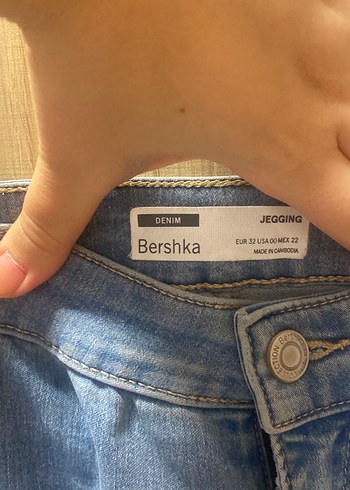 DENIM
JEGGING
Bershka
EUR 32 USA 00 MEX 22
MADE IN CAMBODIA